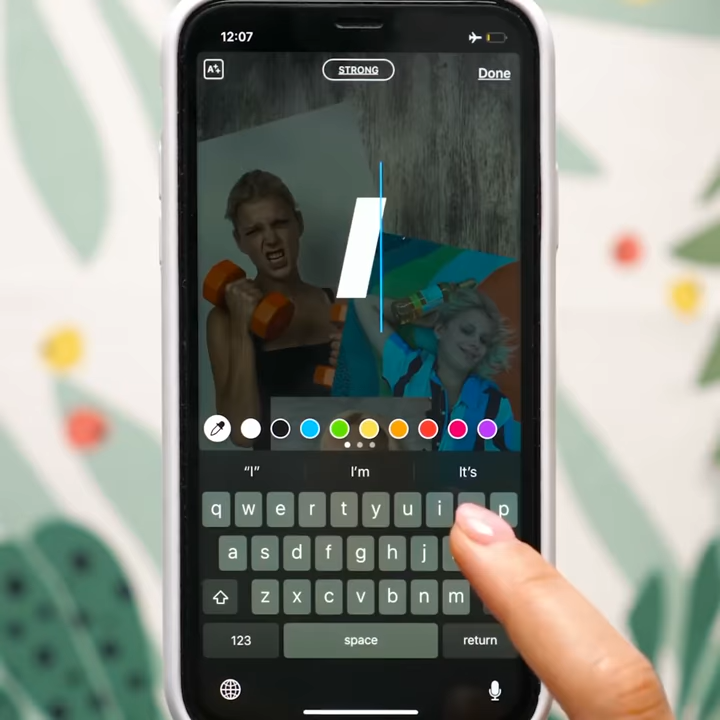 12:07
A
STRONG
Done
I
"I" I'm It's
q w e r t y u i p
a s d f g h j
z x c v b n m
123 space return